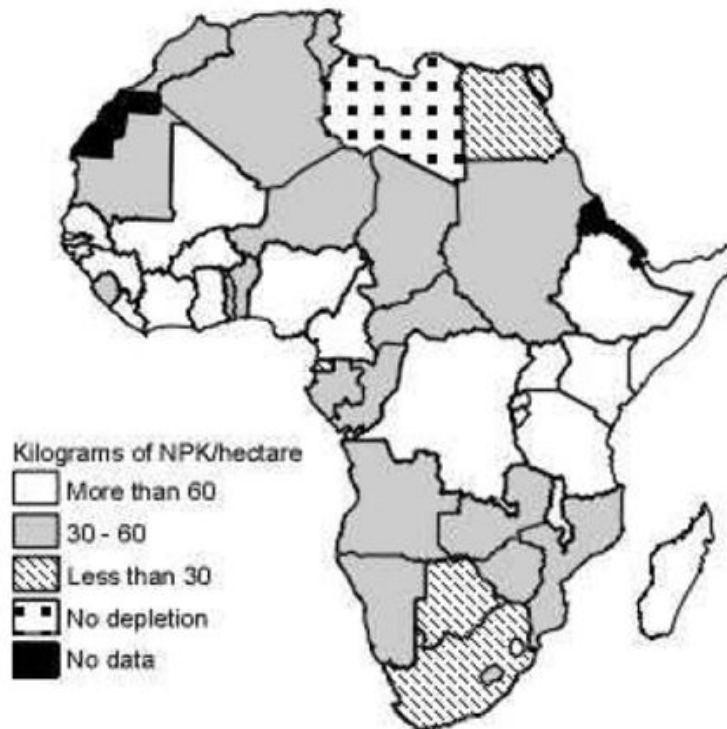 Kilograms of NPK/hectare
More than 60
30 - 60
Less than 30
No depletion
No data